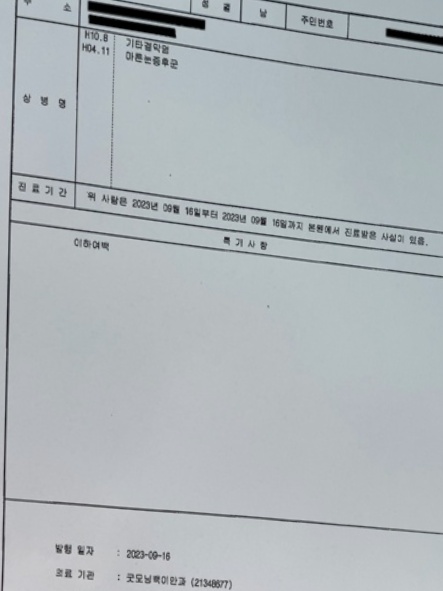 주 소 성별 남 주민번호
H10.8 기타결막염
H04.11 마른눈증후군
상 병 명
진 료 기 간 위 사람은 2023년 09월 16일부터 2023년 09월 16일까지 본원에서 진료받은 사실이 있음.
특 기 사 항
이하여백
발행 일자 : 2023-09-16
의료 기관 : 굿모닝백이안과 (21348677)